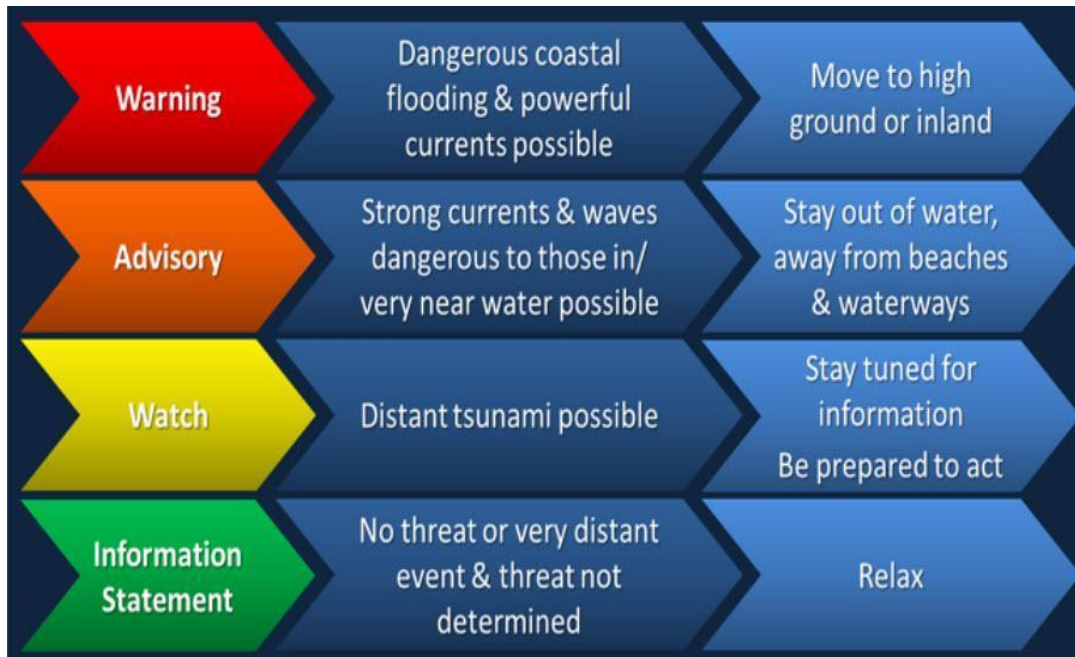 Warning
Dangerous coastal
flooding & powerful
currents possible
Move to high
ground or inland
Advisory
Strong currents & waves
dangerous to those in/
very near water possible
Stay out of water,
away from beaches
& waterways
Watch
Distant tsunami possible
Stay tuned for
information
Be prepared to act
Information
Statement
No threat or very distant
event & threat not
determined
Relax